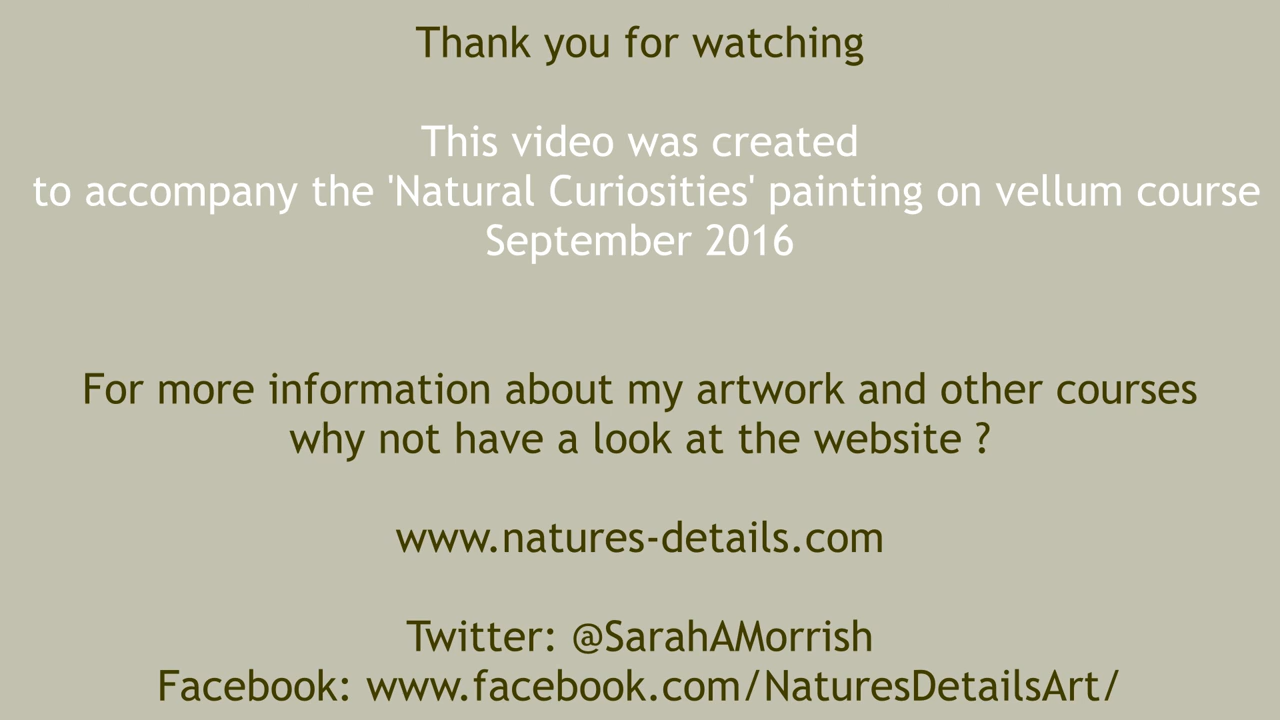 Thank you for watching
This video was created
to accompany the 'Natural Curiosities' painting on vellum course
September 2016
For more information about my artwork and other courses
why not have a look at the website ?
www.natures-details.com
Twitter: @SarahAMorrish
Facebook: www.facebook.com/NaturesDetailsArt/